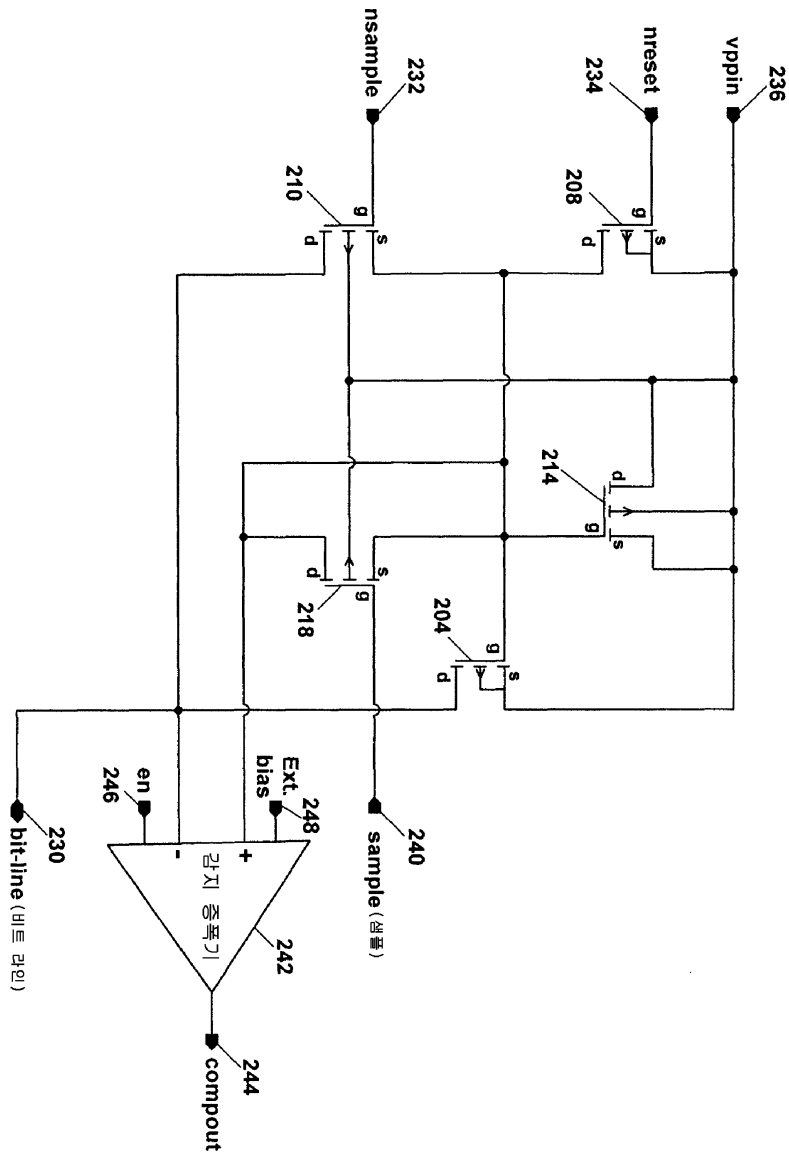 236
vppin
234
nreset
208
g
s
d
214
d
g
s
204
g
s
d
232
nsample
210
g
s
d
218
s
g
d
240
sample (샘플)
248
Ext.
bias
+
-
감지 증폭기
242
en
246
244
compout
230
bit-line (비트 라인)